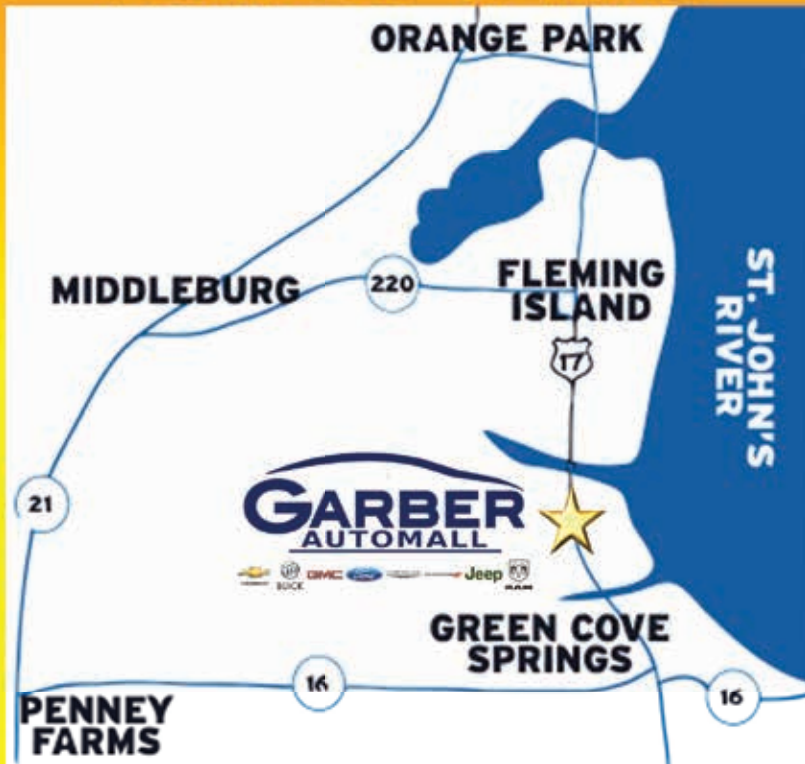 ORANGE PARK
MIDDLEBURG
220
FLEMING
ISLAND
17
ST. JOHN'S
RIVER
21
GARBER
AUTOMALL
BUICK
GMC
Ford
Jeep
RAM
GREEN COVE
SPRINGS
16
16
PENNEY
FARMS